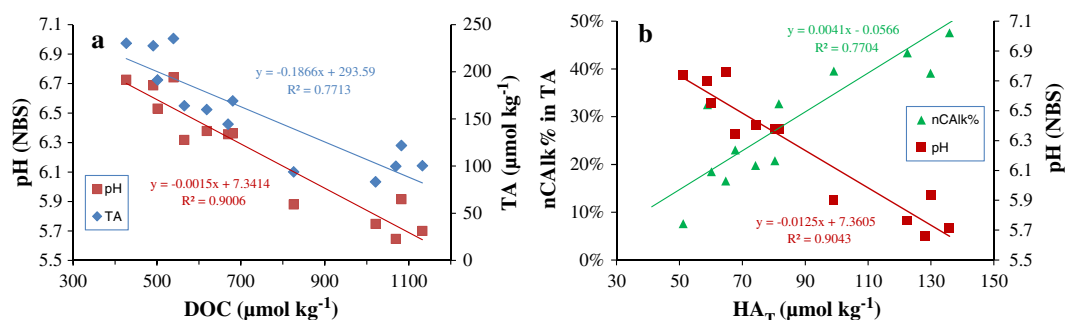 a
7.1
6.9
6.7
6.5
6.3
6.1
5.9
5.7
5.5
pH (NBS)
250
200
150
100
50
0
TA (µmol kg-1)
y = -0.1866x + 293.59
R² = 0.7713
y = -0.0015x + 7.3414
R² = 0.9006
pH
TA
300 500 700 900 1100
DOC (µmol kg-1)
b
50%
40%
30%
20%
10%
0%
nCAlk% in TA
7.1
6.9
6.7
6.5
6.3
6.1
5.9
5.7
5.5
pH (NBS)
y = 0.0041x - 0.0566
R² = 0.7704
nCAlk%
pH
y = -0.0125x + 7.3605
R² = 0.9043
30 50 70 90 110 130 150
HAT (µmol kg-1)